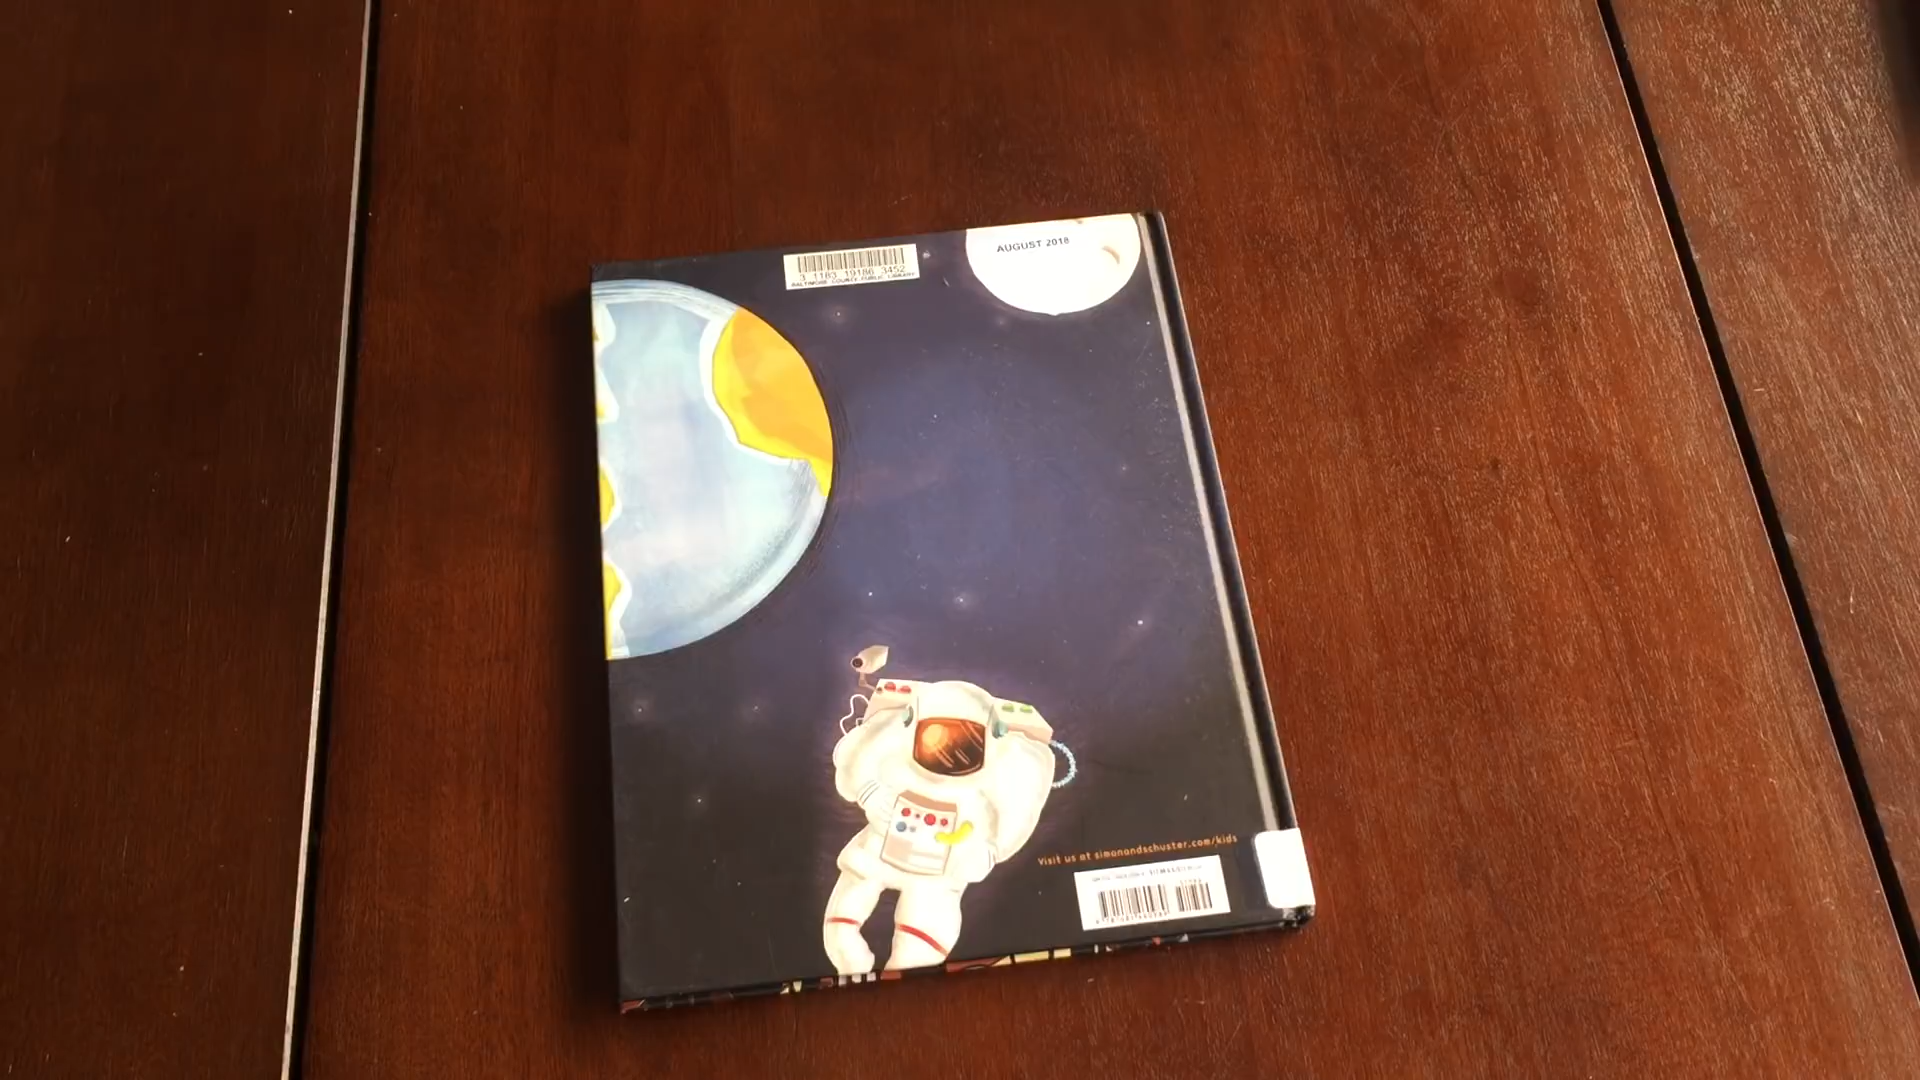 3 1183 19186 3452
BALTIMORE COUNTY PUBLIC LIBRARY
AUGUST 2018
Visit us at simonandschuster.com/kids